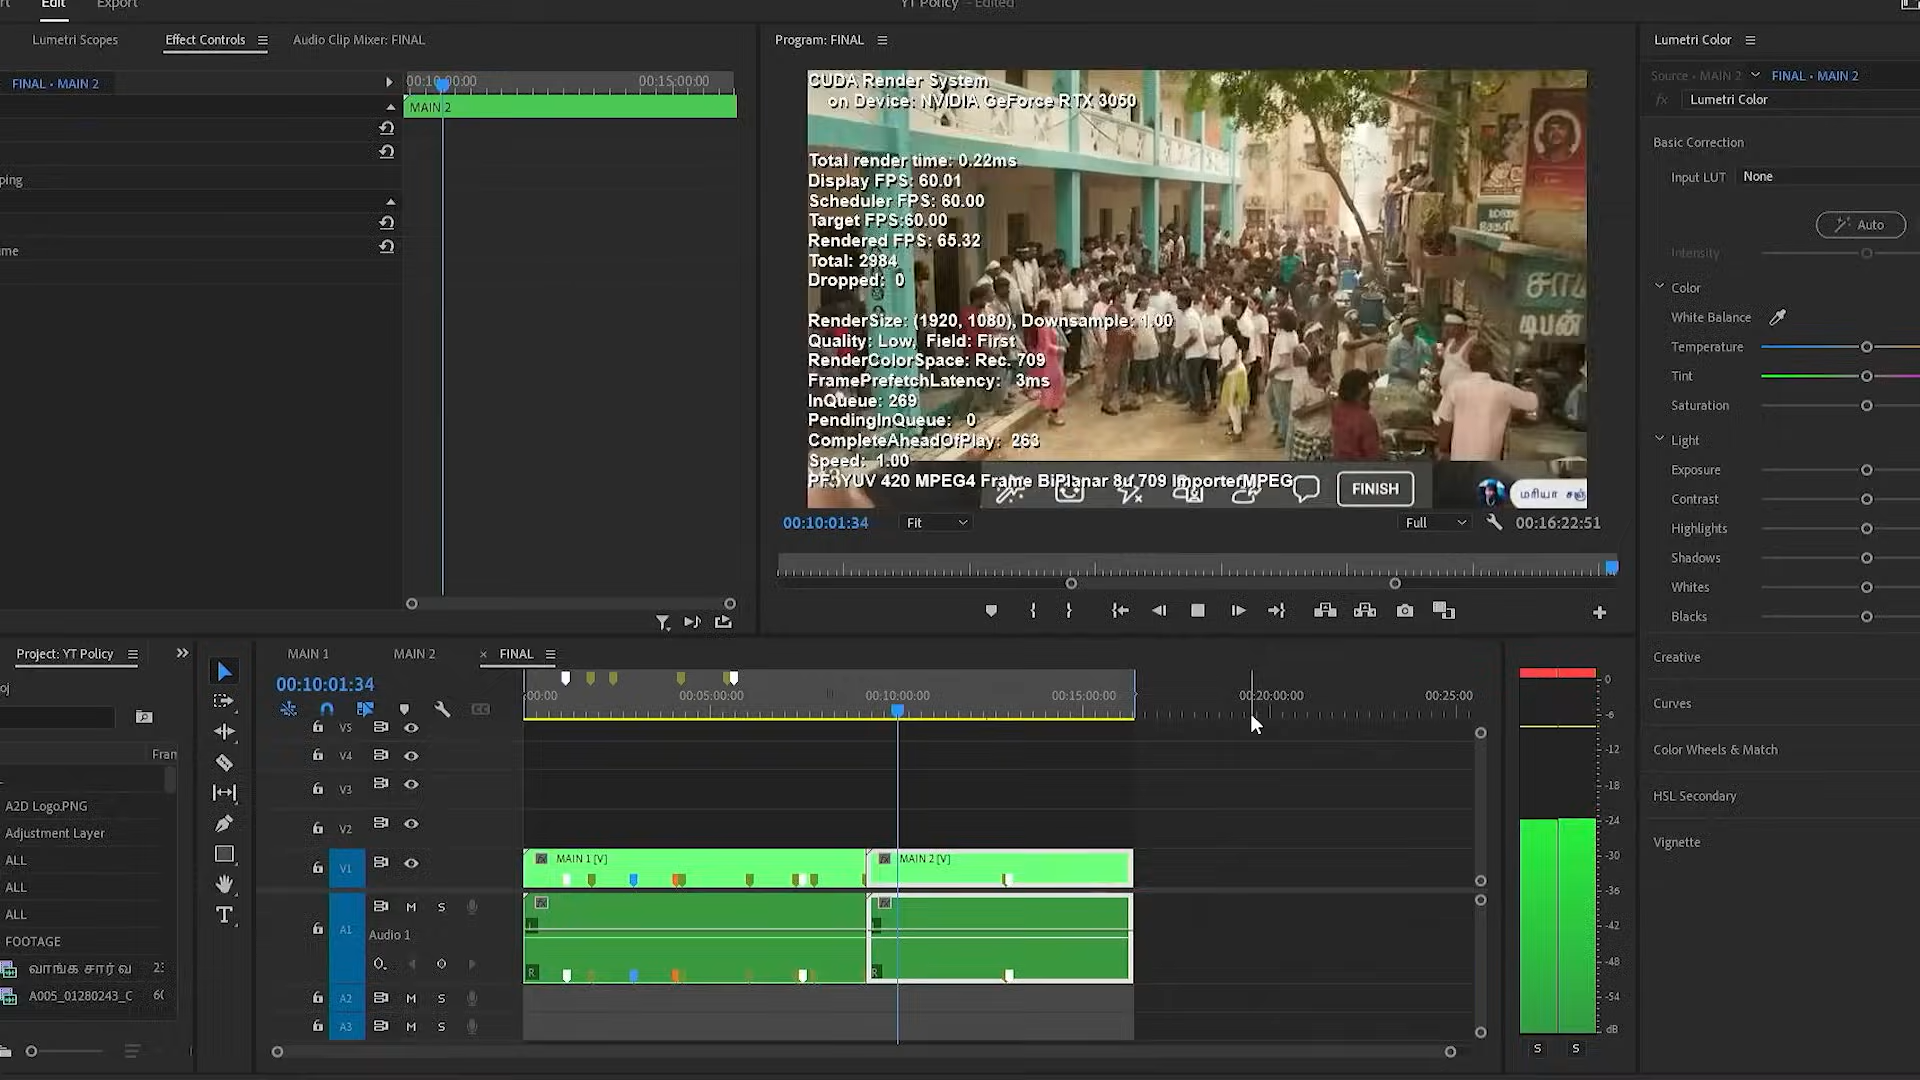 Edit
Export
YT Policy - Edited
Lumetri Scopes
Effect Controls
Audio Clip Mixer: FINAL
FINAL • MAIN 2
00:10:00:00
00:15:00:00
MAIN 2
ping
me
Program: FINAL
CUDA Render System
on Device: NVIDIA GeForce RTX 3050
Total render time: 0.22ms
Display FPS: 60.01
Scheduler FPS: 60.00
Target FPS:60.00
Rendered FPS: 65.32
Total: 2984
Dropped: 0
RenderSize: (1920, 1080), Downsample: 1.00
Quality: Low, Field: First
RenderColorSpace: Rec. 709
FramePrefetchLatency: 3ms
InQueue: 269
PendingInQueue: 0
CompleteAheadOfPlay: 263
Speed: 1.00
YUV 420 MPEG4 Frame BiPlanar 8u 709 ImporterMPEG
டிபன்
FINISH
மரியா
00:10:01:34
Fit
Full
00:16:22:51
Lumetri Color
Source • MAIN 2
FINAL • MAIN 2
fx
Lumetri Color
Basic Correction
Input LUT
None
Auto
Intensity
Color
White Balance
Temperature
Tint
Saturation
Light
Exposure
Contrast
Highlights
Shadows
Whites
Blacks
Creative
Curves
Color Wheels & Match
HSL Secondary
Vignette
Project: YT Policy
oj
Fran
A2D Logo.PNG
Adjustment Layer
ALL
ALL
ALL
FOOTAGE
வாங்க சார் வ
23
A005_01280243_C
60
MAIN 1
MAIN 2
× FINAL
00:10:01:34
:00:00
00:05:00:00
00:10:00:00
00:15:00:00
00:20:00:00
00:25:00
V5
V4
V3
V2
V1
MAIN 1 [V]
MAIN 2 [V]
A1
M
S
Audio 1
R
R
A2
M
S
A3
M
S
0
-6
-12
-18
-24
-30
-36
-42
-48
-54
dB
S
S